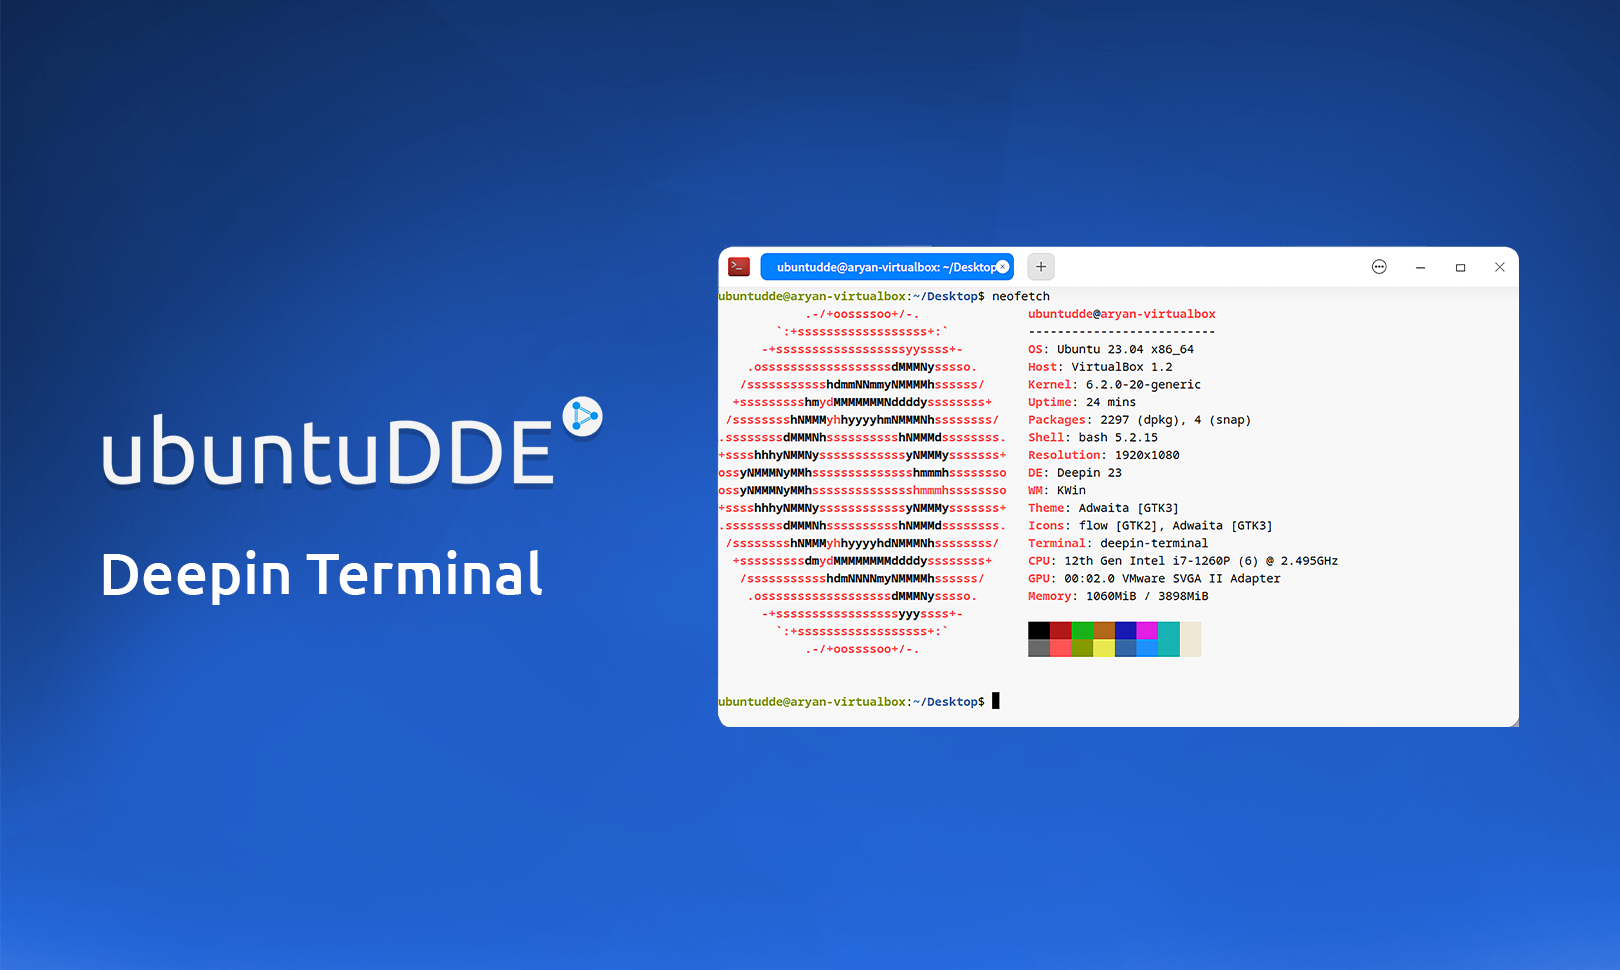 ubuntuDDE
Deepin Terminal
ubuntudde@aryan-virtualbox: ~/Desktop
ubuntudde@aryan-virtualbox:~/Desktop$ neofetch
.-/+oossssoo+/-.
`:+ssssssssssssssssss+:`
-+ssssssssssssssssssyyssss+-
.ossssssssssssssssssdMMMNysssso.
/ssssssssssshdmmNNmmyNMMMMhssssss/
+ssssssssshmydMMMMMMMNddddyssssssss+
/sssssssshNMMMyhhyyyyhmNMMMNhssssssss/
.ssssssssdMMMNhsssssssssshNMMMdssssssss.
+sssshhhyNMMNyssssssssssssyNMMMysssssss+
ossyNMMMNyMMhsssssssssssssshmmmhssssssso
ossyNMMMNyMMhsssssssssssssshmmmhssssssso
+sssshhhyNMMNyssssssssssssyNMMMysssssss+
.ssssssssdMMMNhsssssssssshNMMMdssssssss.
/sssssssshNMMMyhhyyyyhdNMMMNhssssssss/
+sssssssssdmydMMMMMMMMddddyssssssss+
/ssssssssssshdmNNNNmyNMMMMhssssss/
.ossssssssssssssssssdMMMNysssso.
-+sssssssssssssssssyyyssss+-
`:+ssssssssssssssssss+:`
.-/+oossssoo+/-.
ubuntudde@aryan-virtualbox
--------------------------
OS: Ubuntu 23.04 x86_64
Host: VirtualBox 1.2
Kernel: 6.2.0-20-generic
Uptime: 24 mins
Packages: 2297 (dpkg), 4 (snap)
Shell: bash 5.2.15
Resolution: 1920x1080
DE: Deepin 23
WM: KWin
Theme: Adwaita [GTK3]
Icons: flow [GTK2], Adwaita [GTK3]
Terminal: deepin-terminal
CPU: 12th Gen Intel i7-1260P (6) @ 2.495GHz
GPU: 00:02.0 VMware SVGA II Adapter
Memory: 1060MiB / 3898MiB
ubuntudde@aryan-virtualbox:~/Desktop$